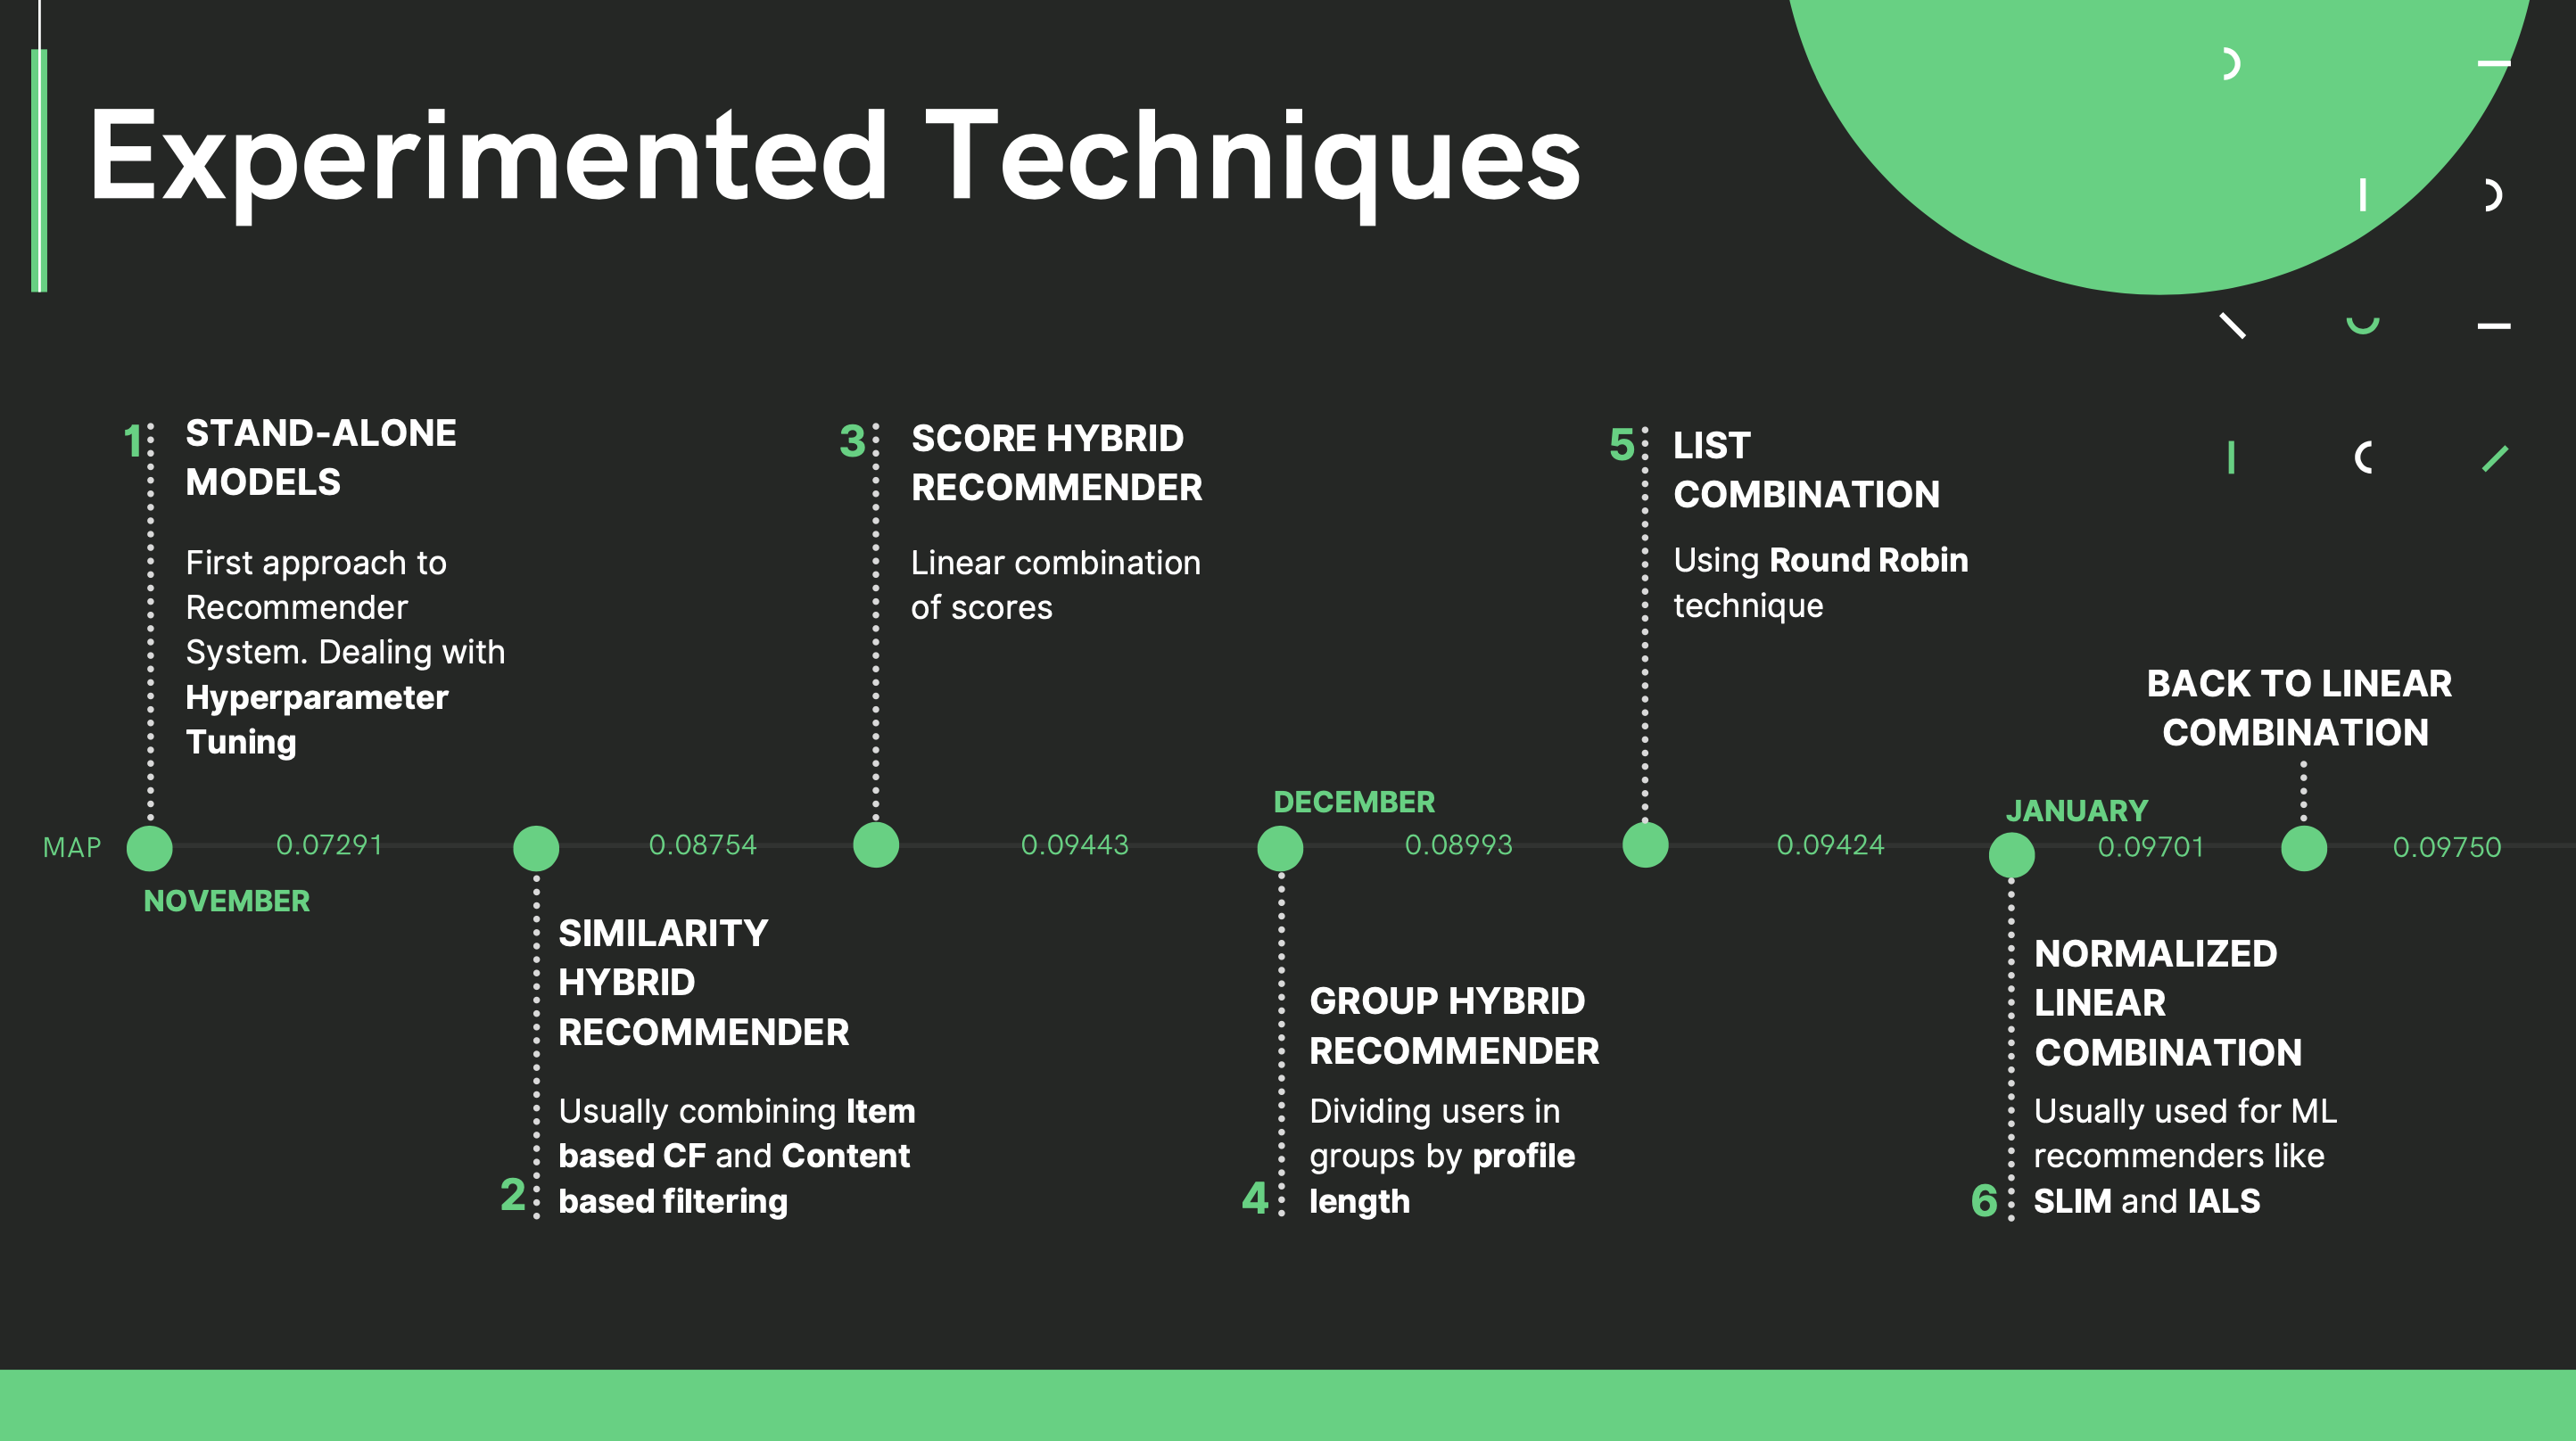 Experimented Techniques
1
STAND-ALONE
MODELS
First approach to
Recommender
System. Dealing with
Hyperparameter
Tuning
3
SCORE HYBRID
RECOMMENDER
Linear combination
of scores
5
LIST
COMBINATION
Using Round Robin
technique
BACK TO LINEAR
COMBINATION
DECEMBER
JANUARY
MAP 0.07291 0.08754 0.09443 0.08993 0.09424 0.09701 0.09750
NOVEMBER
SIMILARITY
HYBRID
RECOMMENDER
Usually combining Item
based CF and Content
based filtering
2
GROUP HYBRID
RECOMMENDER
Dividing users in
groups by profile
length
4
NORMALIZED
LINEAR
COMBINATION
Usually used for ML
recommenders like
SLIM and IALS
6